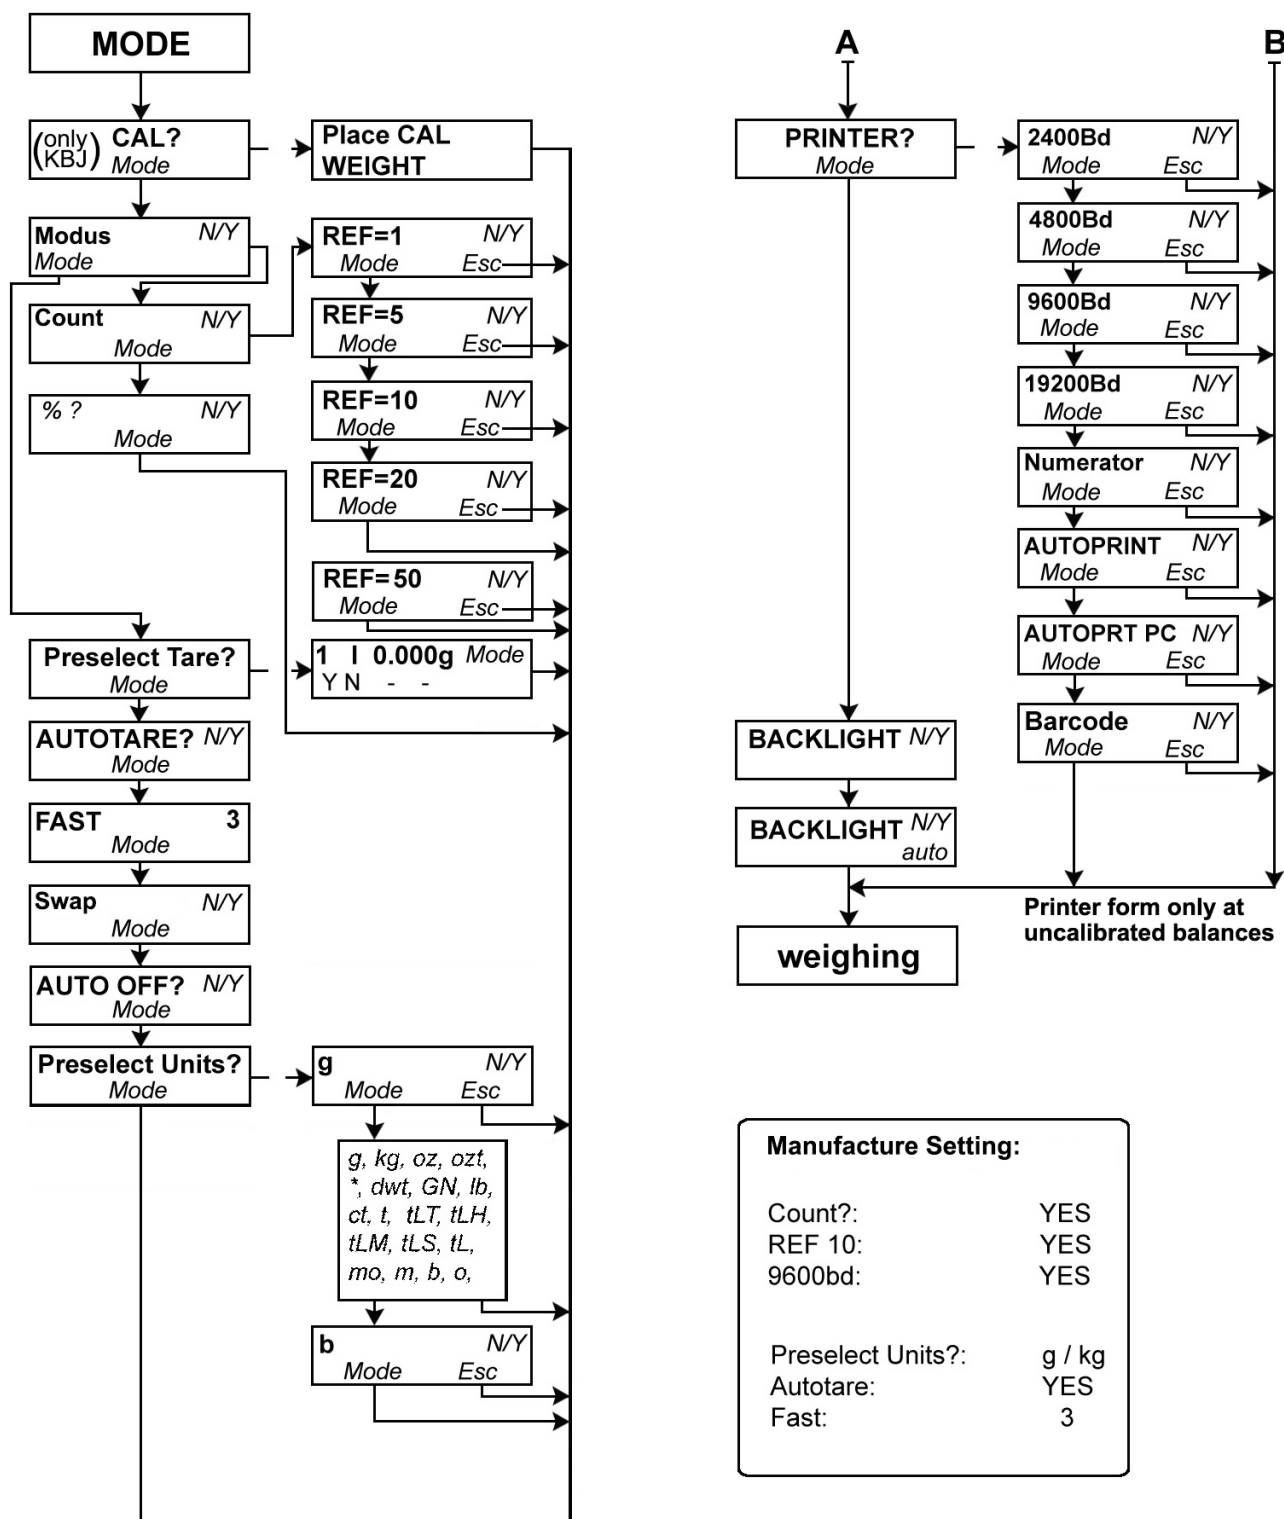 MODE
(only KBJ) CAL?
Mode
Place CAL
WEIGHT
Modus N/Y
Mode
Count N/Y
Mode
% ? N/Y
Mode
REF=1 N/Y
Mode Esc
REF=5 N/Y
Mode Esc
REF=10 N/Y
Mode Esc
REF=20 N/Y
Mode Esc
REF=50 N/Y
Mode Esc
Preselect Tare?
Mode
1 I 0.000g Mode
Y N - -
AUTOTARE? N/Y
Mode
FAST 3
Mode
Swap N/Y
Mode
AUTO OFF? N/Y
Mode
Preselect Units?
Mode
g N/Y
Mode Esc
g, kg, oz, ozt,
*, dwt, GN, lb,
ct, t, tLT, tLH,
tLM, tLS, tL,
mo, m, b, o,
b N/Y
Mode Esc
A
B
PRINTER?
Mode
2400Bd N/Y
Mode Esc
4800Bd N/Y
Mode Esc
9600Bd N/Y
Mode Esc
19200Bd N/Y
Mode Esc
Numerator N/Y
Mode Esc
AUTOPRINT N/Y
Mode Esc
AUTOPRT PC N/Y
Mode Esc
Barcode N/Y
Mode Esc
BACKLIGHT N/Y
BACKLIGHT N/Y
auto
Printer form only at
uncalibrated balances
weighing
Manufacture Setting:
Count?: YES
REF 10: YES
9600bd: YES
Preselect Units?: g / kg
Autotare: YES
Fast: 3